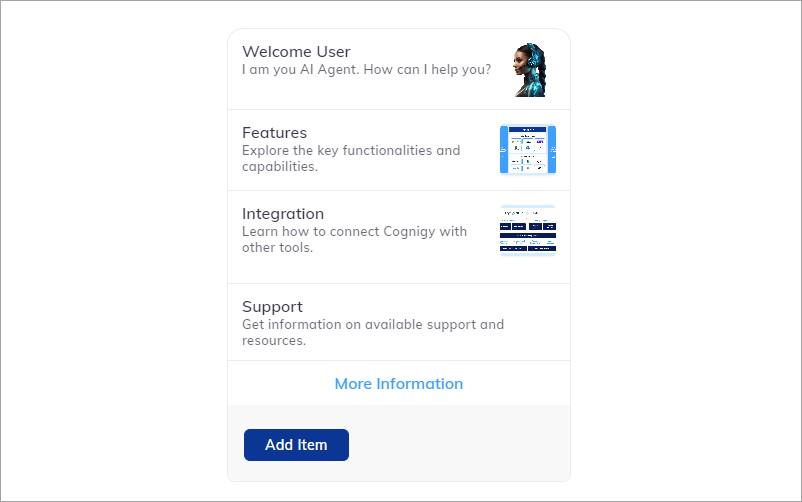 Welcome User
I am you AI Agent. How can I help you?
Features
Explore the key functionalities and
capabilities.
Integration
Learn how to connect Cognigy with
other tools.
Support
Get information on available support and
resources.
More Information
Add Item